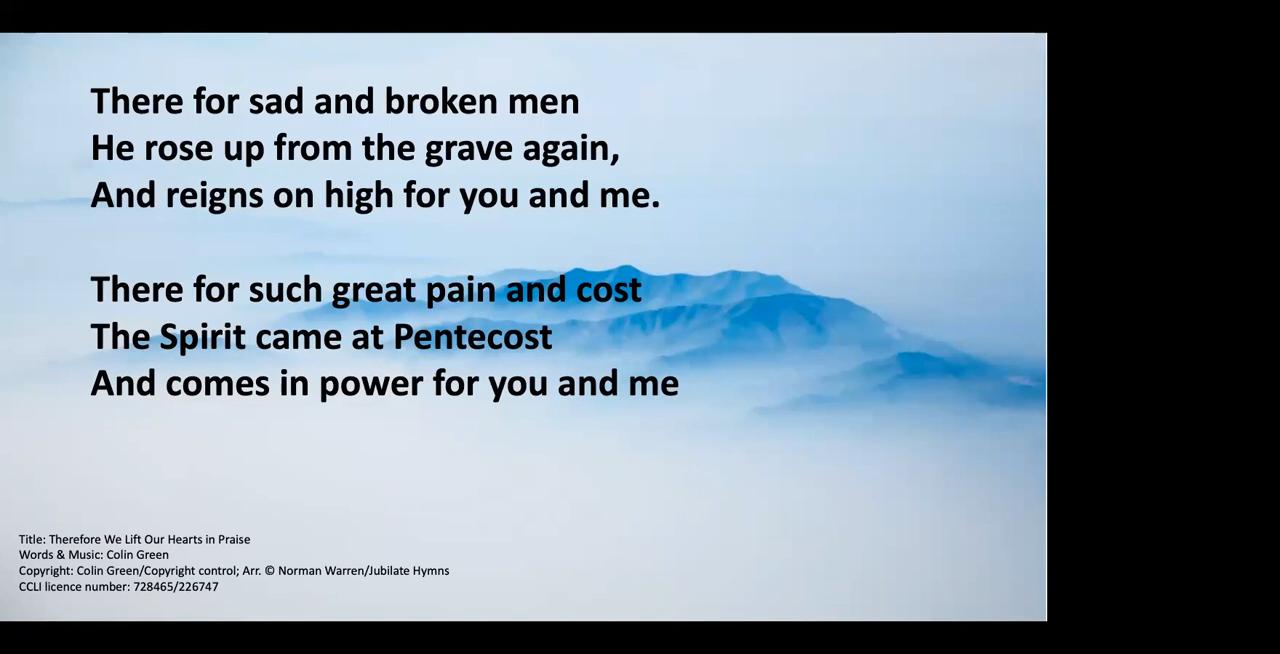 There for sad and broken men
He rose up from the grave again,
And reigns on high for you and me.
There for such great pain and cost
The Spirit came at Pentecost
And comes in power for you and me
Title: Therefore We Lift Our Hearts in Praise
Words & Music: Colin Green
Copyright: Colin Green/Copyright control; Arr. © Norman Warren/Jubilate Hymns
CCLI licence number: 728465/226747